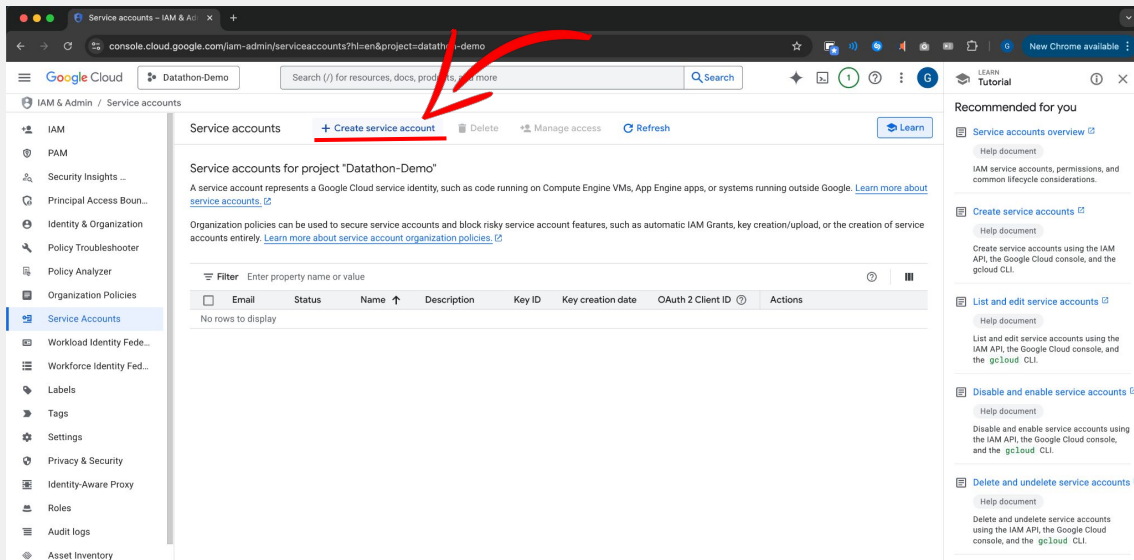 Service accounts – IAM & Ad
console.cloud.google.com/iam-admin/serviceaccounts?hl=en&project=datathon-demo
G
New Chrome available
Google Cloud
Datathon-Demo
Search (/) for resources, docs, products, and more
Search
1
G
LEARN
Tutorial
IAM & Admin / Service accounts
Recommended for you
IAM
PAM
Security Insights ...
Principal Access Boun...
Identity & Organization
Policy Troubleshooter
Policy Analyzer
Organization Policies
Service Accounts
Workload Identity Fede...
Workforce Identity Fed...
Labels
Tags
Settings
Privacy & Security
Identity-Aware Proxy
Roles
Audit logs
Asset Inventory
Service accounts
+ Create service account
Delete
Manage access
Refresh
Learn
Service accounts for project "Datathon-Demo"
A service account represents a Google Cloud service identity, such as code running on Compute Engine VMs, App Engine apps, or systems running outside Google. Learn more about
service accounts.
Organization policies can be used to secure service accounts and block risky service account features, such as automatic IAM Grants, key creation/upload, or the creation of service
accounts entirely. Learn more about service account organization policies.
Filter Enter property name or value
Email Status Name Description Key ID Key creation date OAuth 2 Client ID Actions
No rows to display
Service accounts overview
Help document
IAM service accounts, permissions, and
common lifecycle considerations.
Create service accounts
Help document
Create service accounts using the IAM
API, the Google Cloud console, and the
gcloud CLI.
List and edit service accounts
Help document
List and edit service accounts using the
IAM API, the Google Cloud console, and
the gcloud CLI.
Disable and enable service accounts
Help document
Disable and enable service accounts using
the IAM API, the Google Cloud console,
and the gcloud CLI.
Delete and undelete service accounts
Help document
Delete and undelete service accounts
using the IAM API, the Google Cloud
console, and the gcloud CLI.